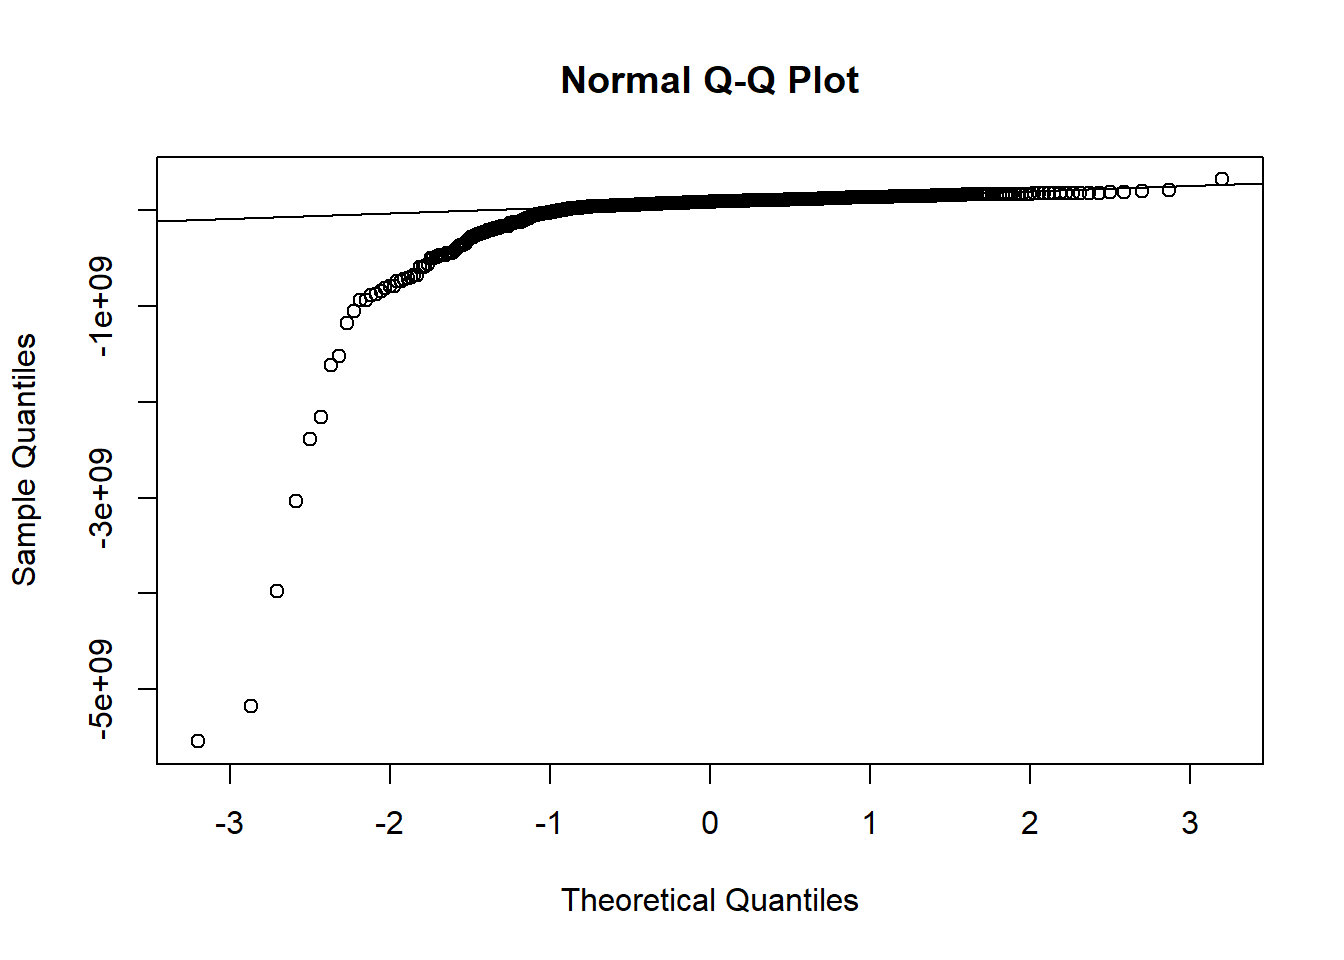 Normal Q-Q Plot
Sample Quantiles
-1e+09
-3e+09
-5e+09
-3 -2 -1 0 1 2 3
Theoretical Quantiles